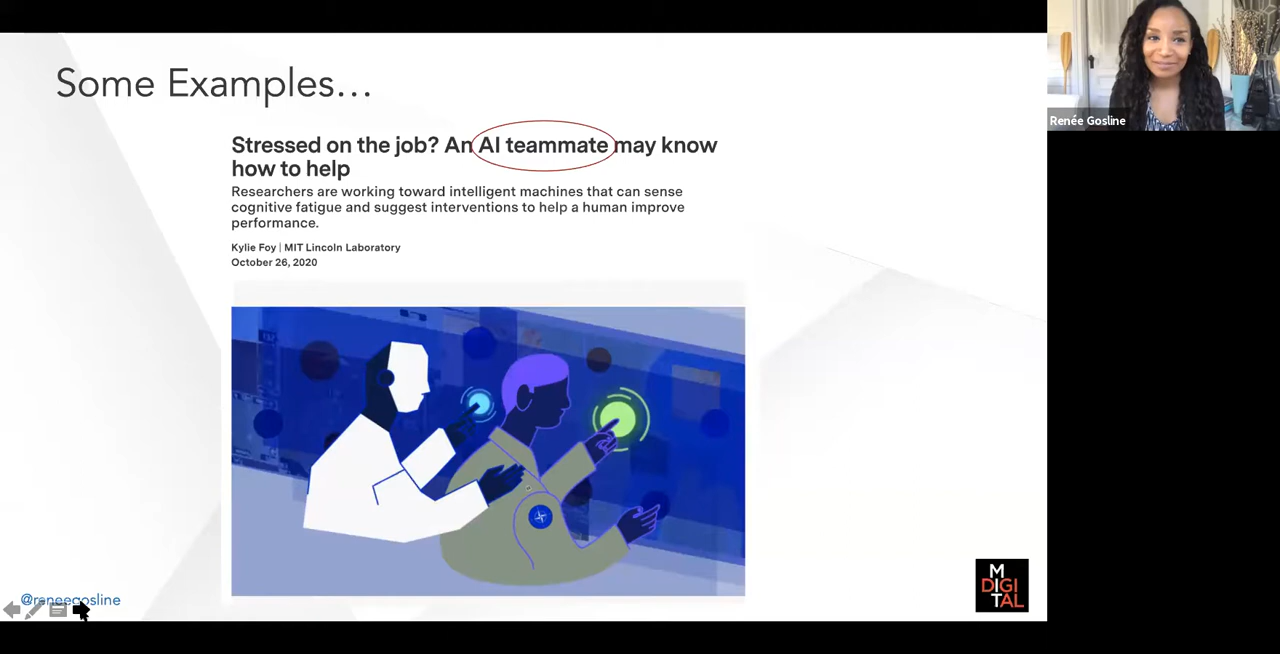 Some Examples...
Stressed on the job? An AI teammate may know
how to help
Researchers are working toward intelligent machines that can sense
cognitive fatigue and suggest interventions to help a human improve
performance.
Kylie Foy | MIT Lincoln Laboratory
October 26, 2020
Renée Gosline
@reneegosline
M
DIGI
TAL